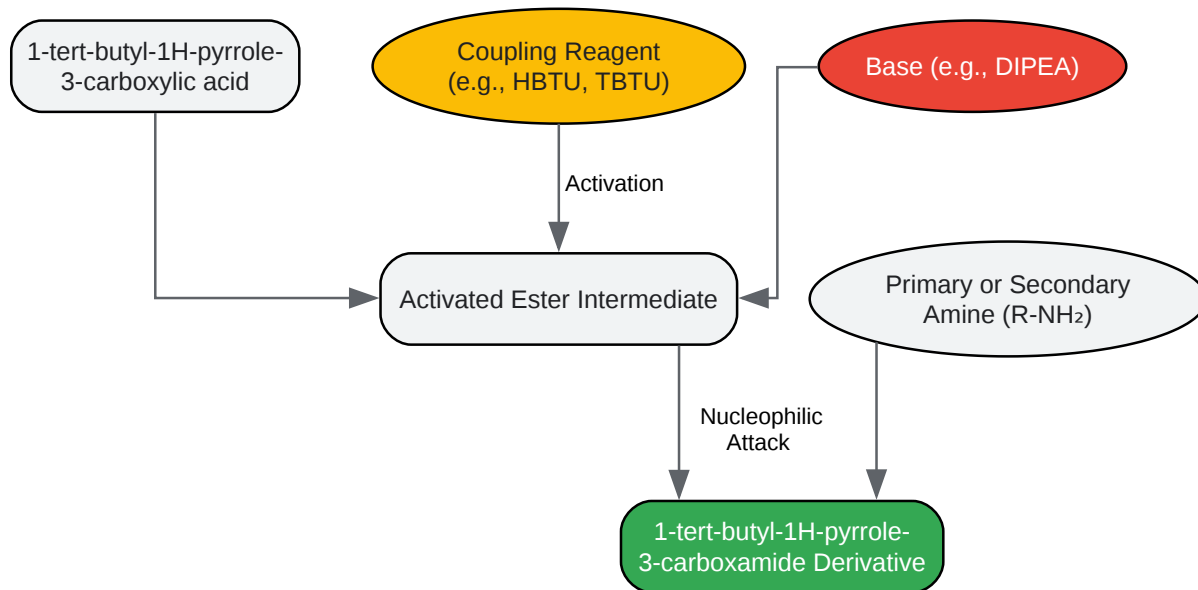 1-tert-butyl-1H-pyrrole-
3-carboxylic acid
Coupling Reagent
(e.g., HBTU, TBTU)
Base (e.g., DIPEA)
Activation
Activated Ester Intermediate
Primary or Secondary
Amine (R-NH₂)
Nucleophilic
Attack
1-tert-butyl-1H-pyrrole-
3-carboxamide Derivative